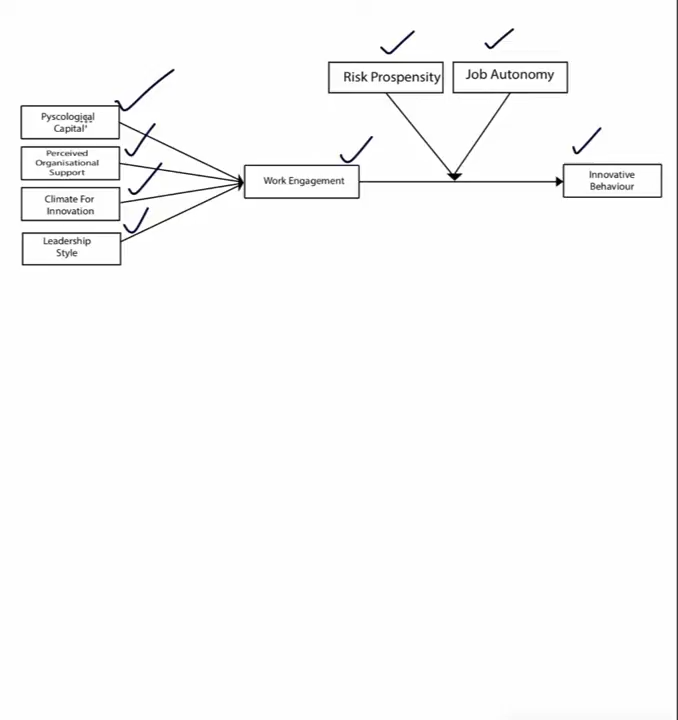 Risk Prospensity
Job Autonomy
Pyscological
Capital'
Perceived
Organisational
Support
Climate For
Innovation
Leadership
Style
Work Engagement
Innovative
Behaviour